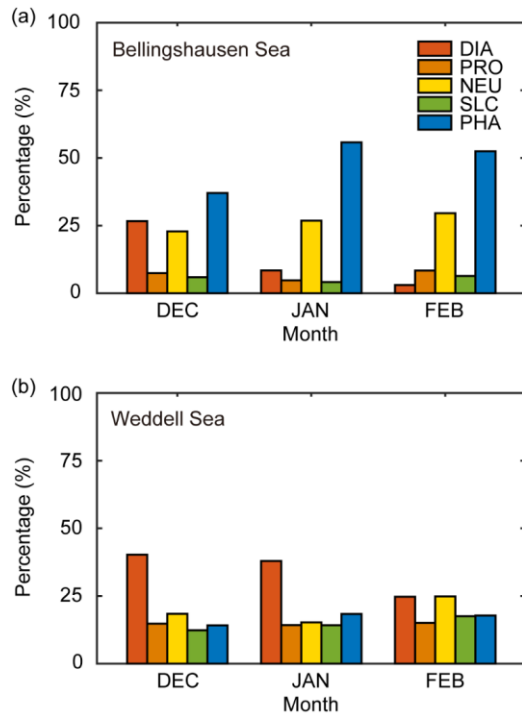 (a)
100
75
50
25
0
Percentage (%)
Bellingshausen Sea
DIA
PRO
NEU
SLC
PHA
DEC JAN FEB
Month
(b)
100
75
50
25
0
Percentage (%)
Weddell Sea
DEC JAN FEB
Month